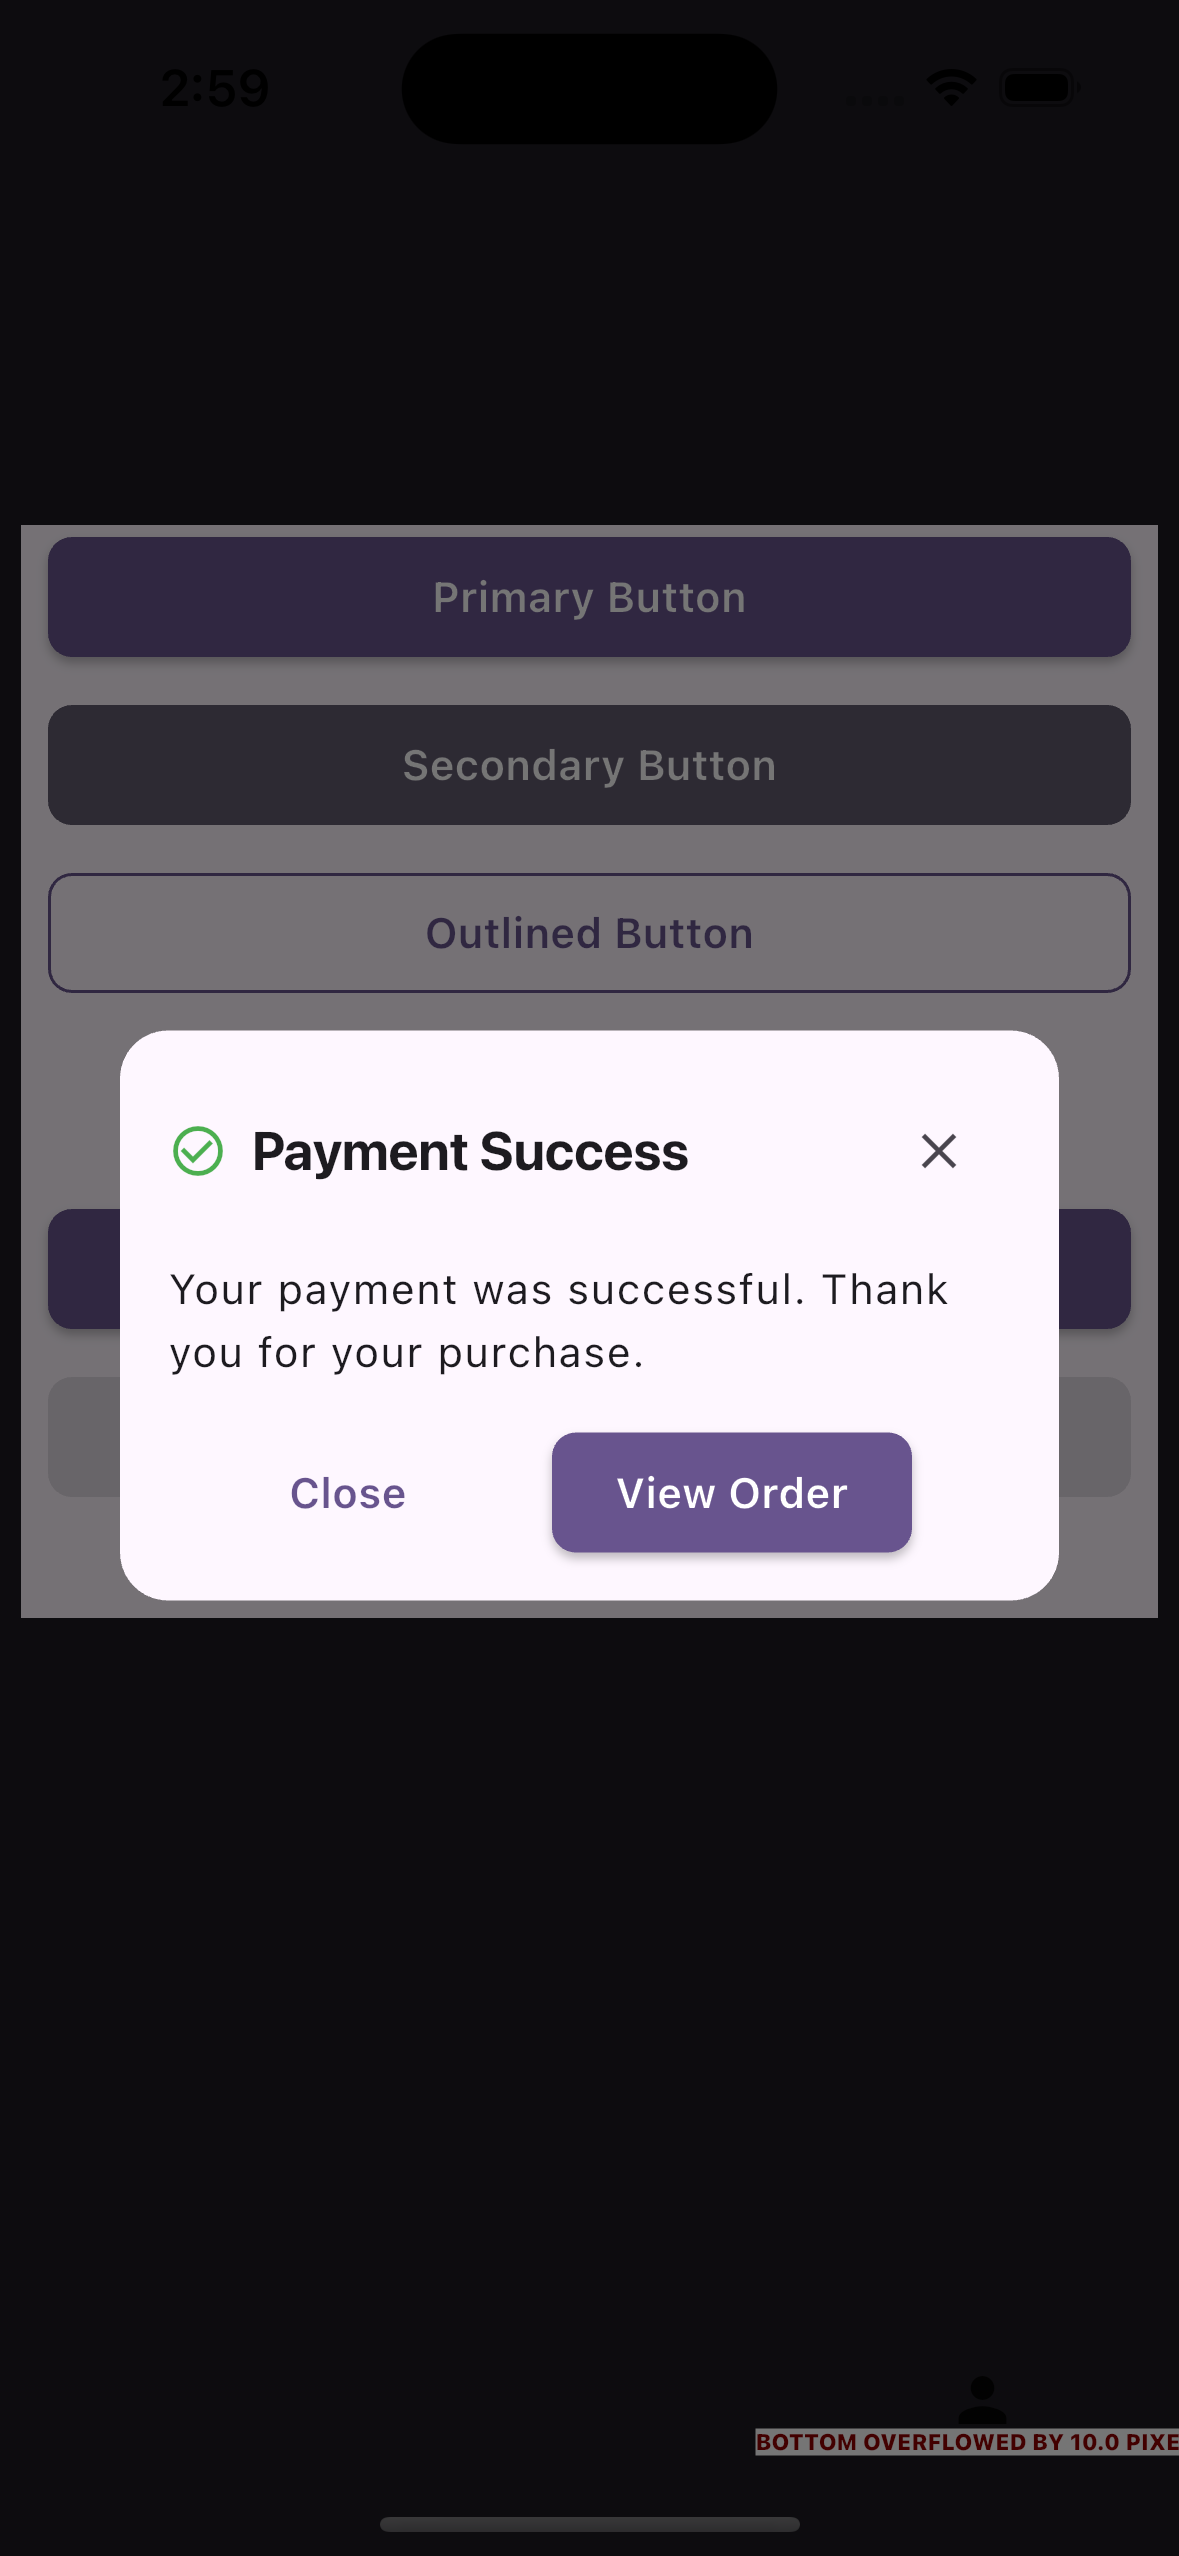 2:59
Primary Button
Secondary Button
Outlined Button
Payment Success
Your payment was successful. Thank
you for your purchase.
Close
View Order
BOTTOM OVERFLOWED BY 10.0 PIXE